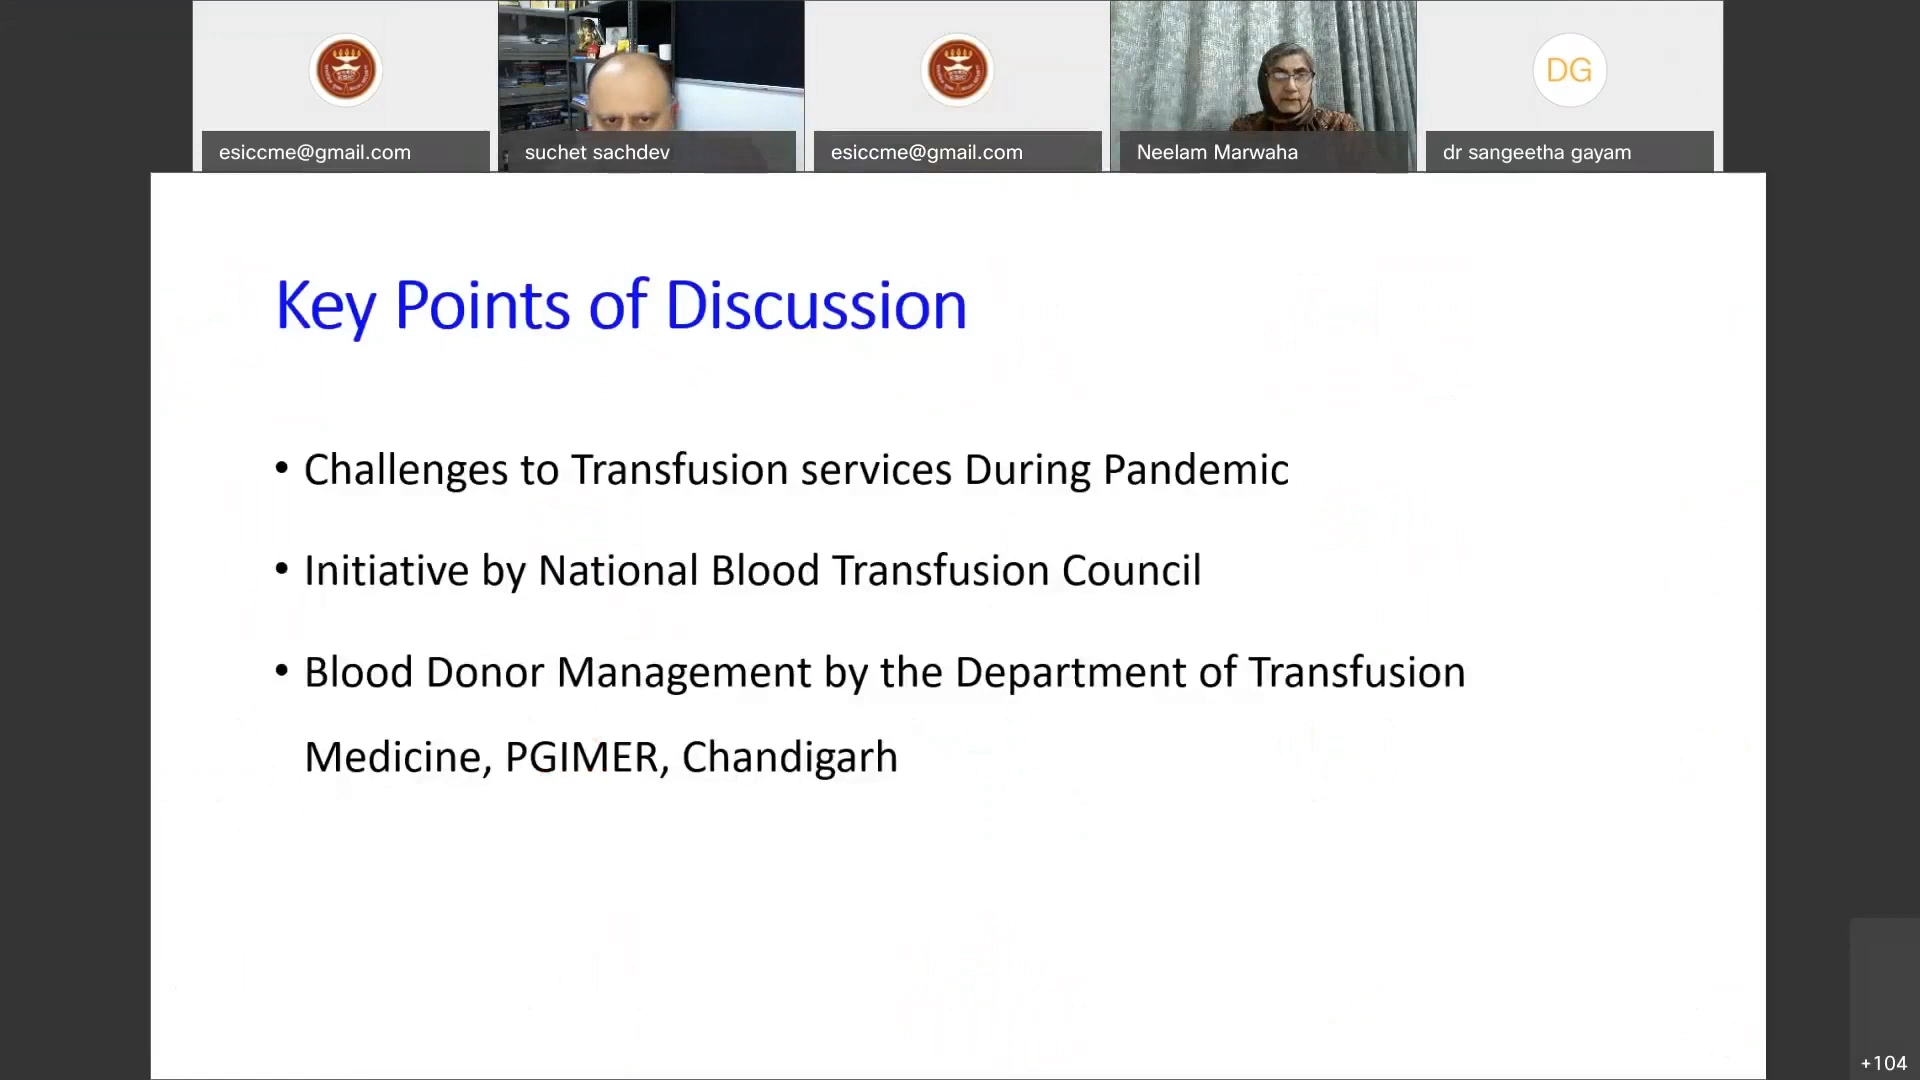 esiccme@gmail.com
suchet sachdev
esiccme@gmail.com
Neelam Marwaha
DG
dr sangeetha gayam
Key Points of Discussion
• Challenges to Transfusion services During Pandemic
• Initiative by National Blood Transfusion Council
• Blood Donor Management by the Department of Transfusion
Medicine, PGIMER, Chandigarh
+104